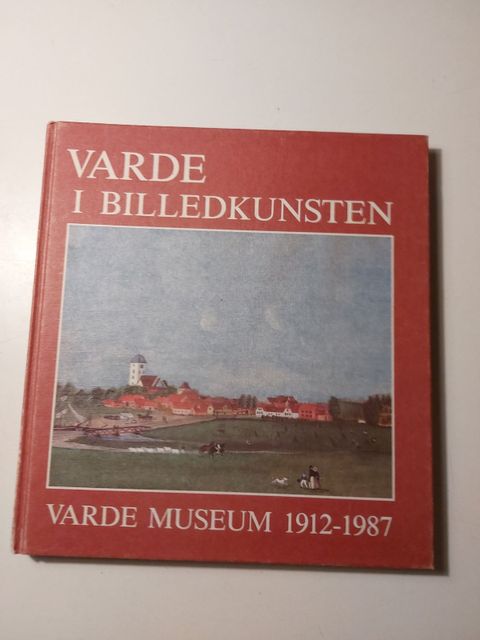 VARDE
I BILLEDKUNSTEN
VARDE MUSEUM 1912-1987